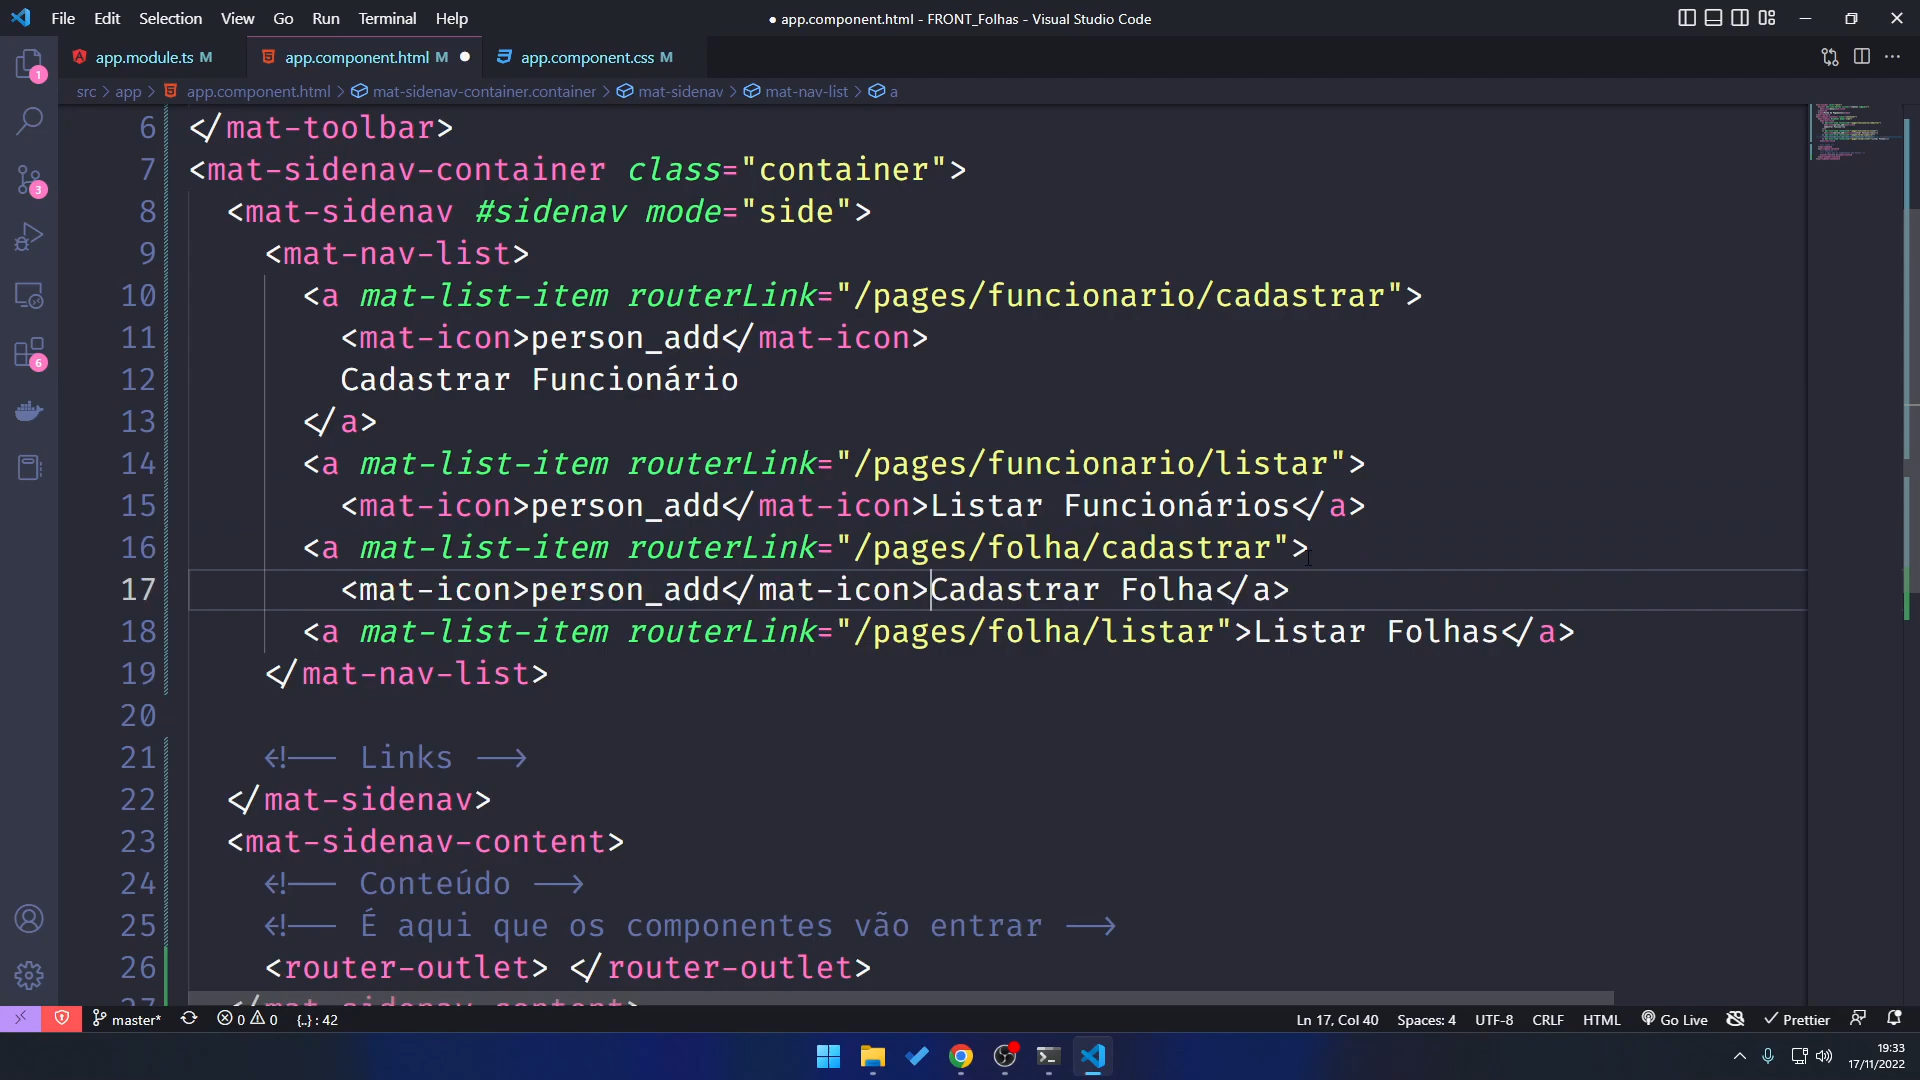 File Edit Selection View Go Run Terminal Help
● app.component.html - FRONT_Folhas - Visual Studio Code
app.module.ts M
app.component.html M ●
app.component.css M
src > app > app.component.html > mat-sidenav-container.container > mat-sidenav > mat-nav-list > a
6 </mat-toolbar>
7 <mat-sidenav-container class="container">
8 <mat-sidenav #sidenav mode="side">
9 <mat-nav-list>
10 <a mat-list-item routerLink="/pages/funcionario/cadastrar">
11 <mat-icon>person_add</mat-icon>
12 Cadastrar Funcionário
13 </a>
14 <a mat-list-item routerLink="/pages/funcionario/listar">
15 <mat-icon>person_add</mat-icon>Listar Funcionários</a>
16 <a mat-list-item routerLink="/pages/folha/cadastrar">
17 <mat-icon>person_add</mat-icon>Cadastrar Folha</a>
18 <a mat-list-item routerLink="/pages/folha/listar">Listar Folhas</a>
19 </mat-nav-list>
20
21 <!-- Links -->
22 </mat-sidenav>
23 <mat-sidenav-content>
24 <!-- Conteúdo -->
25 <!-- É aqui que os componentes vão entrar -->
26 <router-outlet> </router-outlet>
27 </mat-sidenav-content>
1
3
6
master*
0 0
{..} : 42
Ln 17, Col 40
Spaces: 4
UTF-8
CRLF
HTML
Go Live
Prettier
19:33
17/11/2022